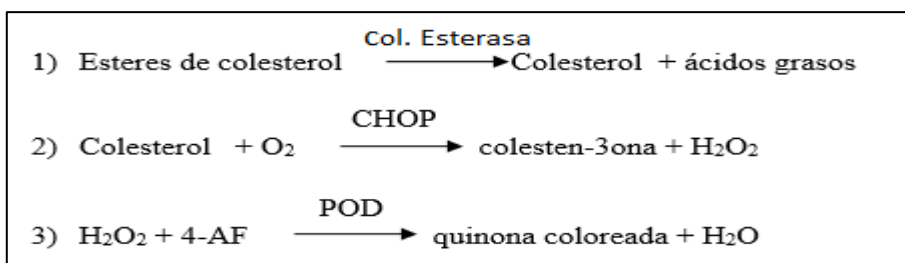 Col. Esterasa
1) Esteres de colesterol ⟶ Colesterol + ácidos grasos
CHOP
2) Colesterol + O₂ ⟶ colesten-3ona + H₂O₂
POD
3) H₂O₂ + 4-AF ⟶ quinona coloreada + H₂O